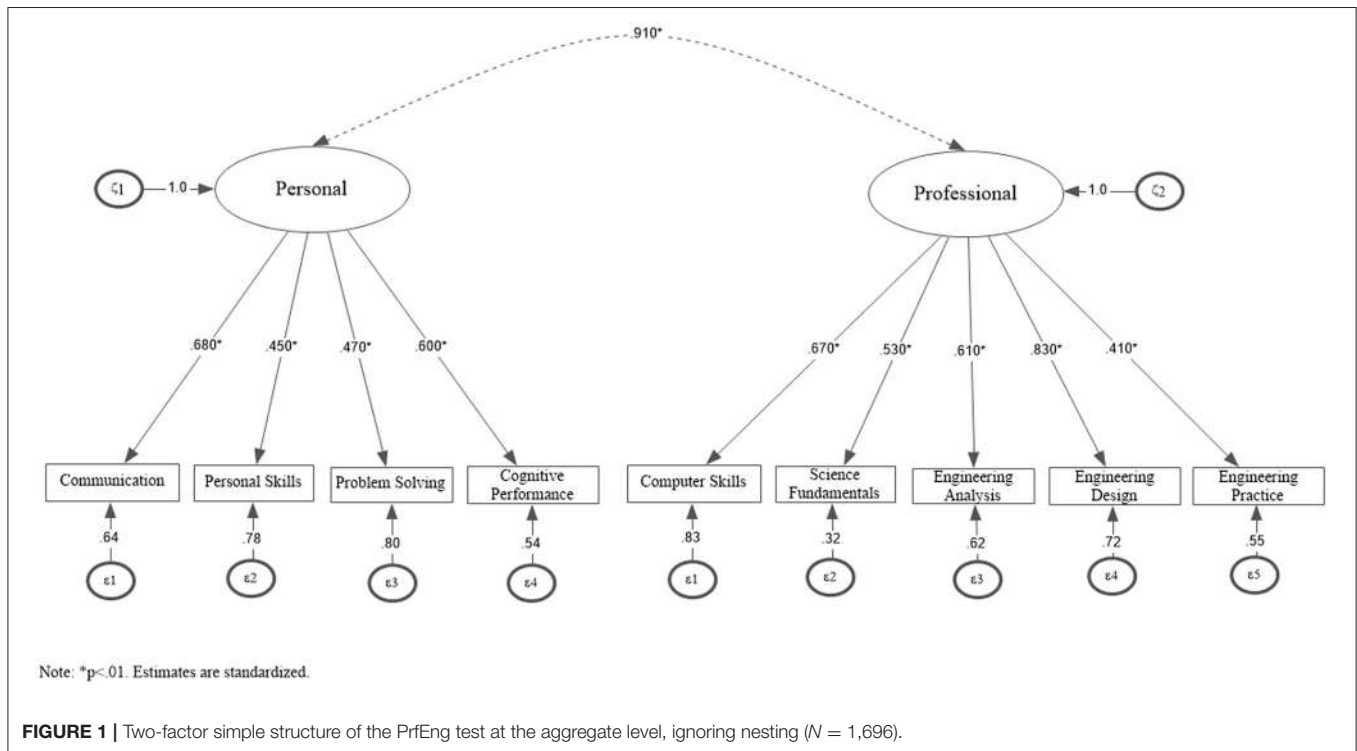 .910*
ζ1
1.0
Personal
Professional
1.0
ζ2
.680*
.450*
.470*
.600*
.670*
.530*
.610*
.830*
.410*
Communication
Personal Skills
Problem Solving
Cognitive
Performance
Computer Skills
Science
Fundamentals
Engineering
Analysis
Engineering
Design
Engineering
Practice
.64
.78
.80
.54
.83
.32
.62
.72
.55
ε1
ε2
ε3
ε4
ε1
ε2
ε3
ε4
ε5
Note: *p<.01. Estimates are standardized.
FIGURE 1 | Two-factor simple structure of the PrfEng test at the aggregate level, ignoring nesting (N = 1,696).